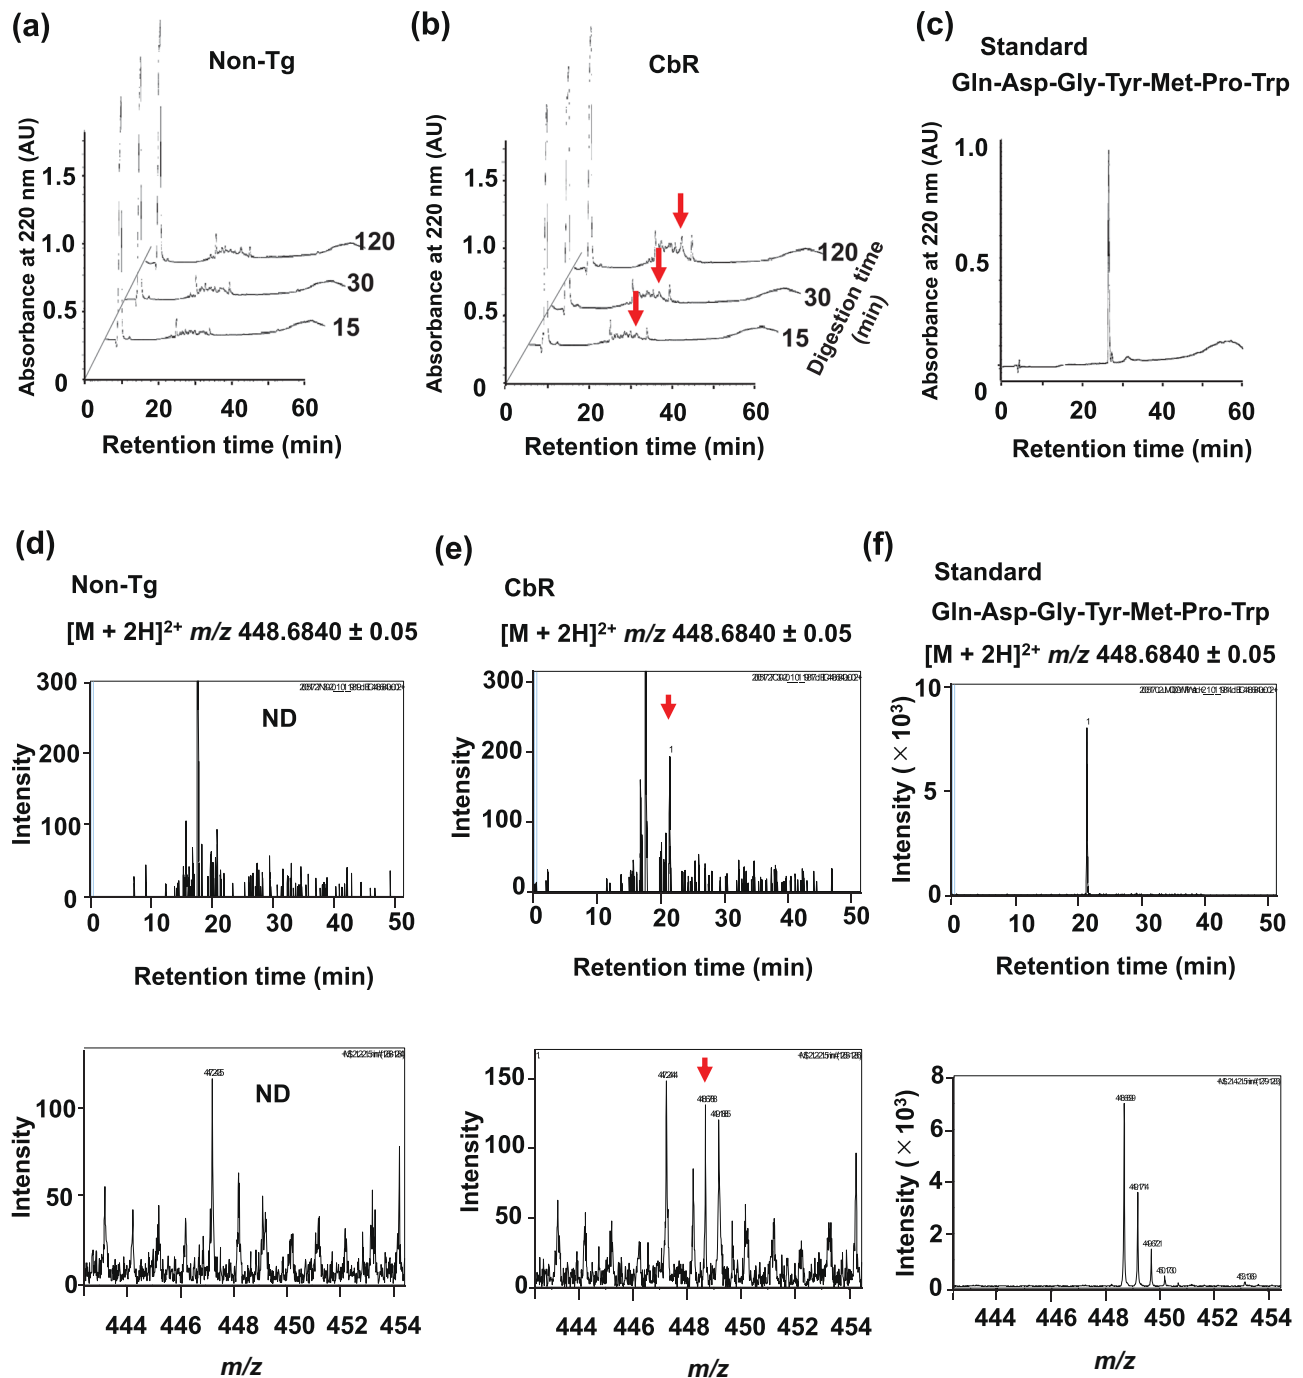 (a)
Non-Tg
Absorbance at 220 nm (AU)
1.5
1.0
0.5
0
120
30
15
0 20 40 60
Retention time (min)
(b)
CbR
Absorbance at 220 nm (AU)
1.5
1.0
0.5
0
120
30
15
Digestion time
(min)
0 20 40 60
Retention time (min)
(c)
Standard
Gln-Asp-Gly-Tyr-Met-Pro-Trp
Absorbance at 220 nm (AU)
1.0
0.5
0
0 20 40 60
Retention time (min)
(d)
Non-Tg
[M + 2H]²⁺ m/z 448.6840 ± 0.05
ND
Intensity
300
200
100
0
0 10 20 30 40 50
Retention time (min)
ND
Intensity
100
50
0
444 446 448 450 452 454
m/z
(e)
CbR
[M + 2H]²⁺ m/z 448.6840 ± 0.05
1
Intensity
300
200
100
0
0 10 20 30 40 50
Retention time (min)
1
Intensity
150
100
50
0
444 446 448 450 452 454
m/z
(f)
Standard
Gln-Asp-Gly-Tyr-Met-Pro-Trp
[M + 2H]²⁺ m/z 448.6840 ± 0.05
1
Intensity (×10³)
10
5
0
0 10 20 30 40 50
Retention time (min)
Intensity (×10³)
8
6
4
2
0
444 446 448 450 452 454
m/z